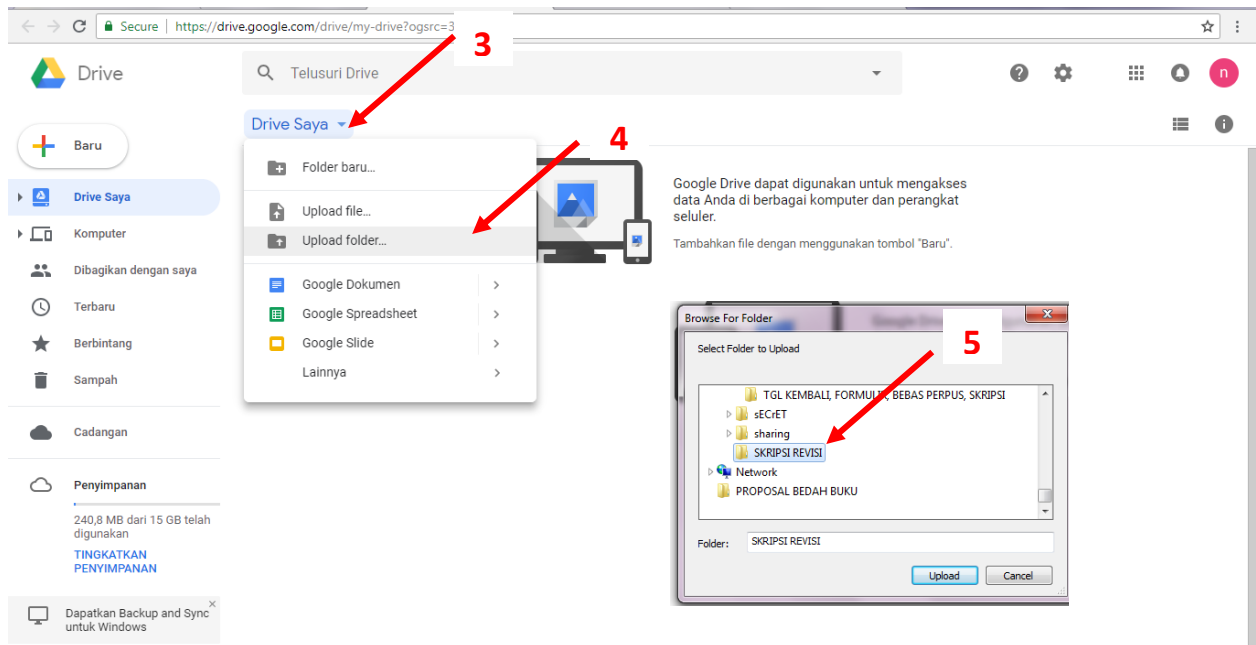 Secure | https://drive.google.com/drive/my-drive?ogsrc=3
3
Drive
Telusuri Drive
n
Drive Saya
4
Baru
Drive Saya
Komputer
Dibagikan dengan saya
Terbaru
Berbintang
Sampah
Cadangan
Penyimpanan
240,8 MB dari 15 GB telah
digunakan
TINGKATKAN
PENYIMPANAN
Dapatkan Backup and Sync
untuk Windows
Folder baru...
Upload file...
Upload folder...
Google Dokumen
Google Spreadsheet
Google Slide
Lainnya
Google Drive dapat digunakan untuk mengakses
data Anda di berbagai komputer dan perangkat
seluler.
Tambahkan file dengan menggunakan tombol "Baru".
Browse For Folder
5
Select Folder to Upload
TGL KEMBALI, FORMULIR, BEBAS PERPUS, SKRIPSI
sECrET
sharing
SKRIPSI REVISI
Network
PROPOSAL BEDAH BUKU
Folder: SKRIPSI REVISI
Upload Cancel